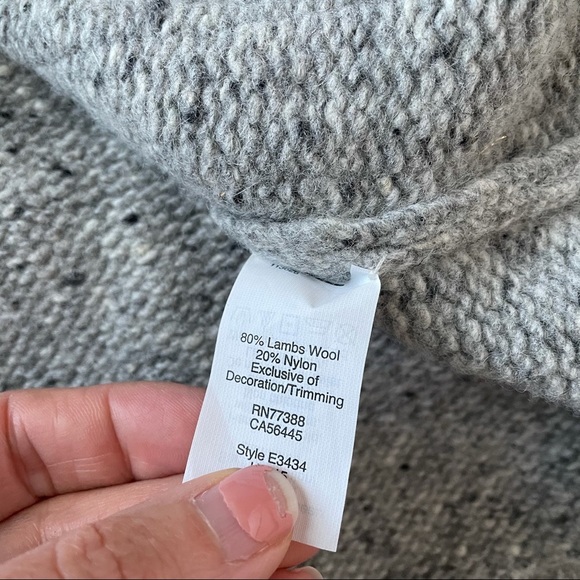 80% Lambs Wool
20% Nylon
Exclusive of
Decoration/Trimming
RN77388
CA56445
Style E3434